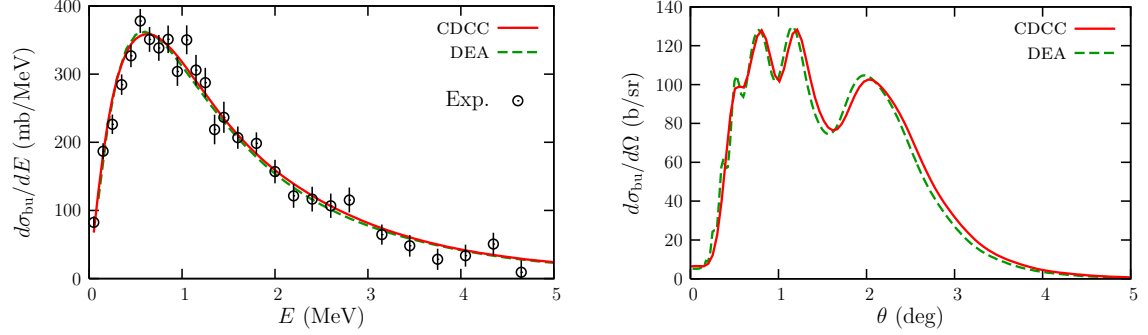 dσbu/dE (mb/MeV)
400
300
200
100
0
0 1 2 3 4 5
E (MeV)
CDCC
DEA
Exp.
dσbu/dΩ (b/sr)
140
120
100
80
60
40
20
0
0 1 2 3 4 5
θ (deg)
CDCC
DEA